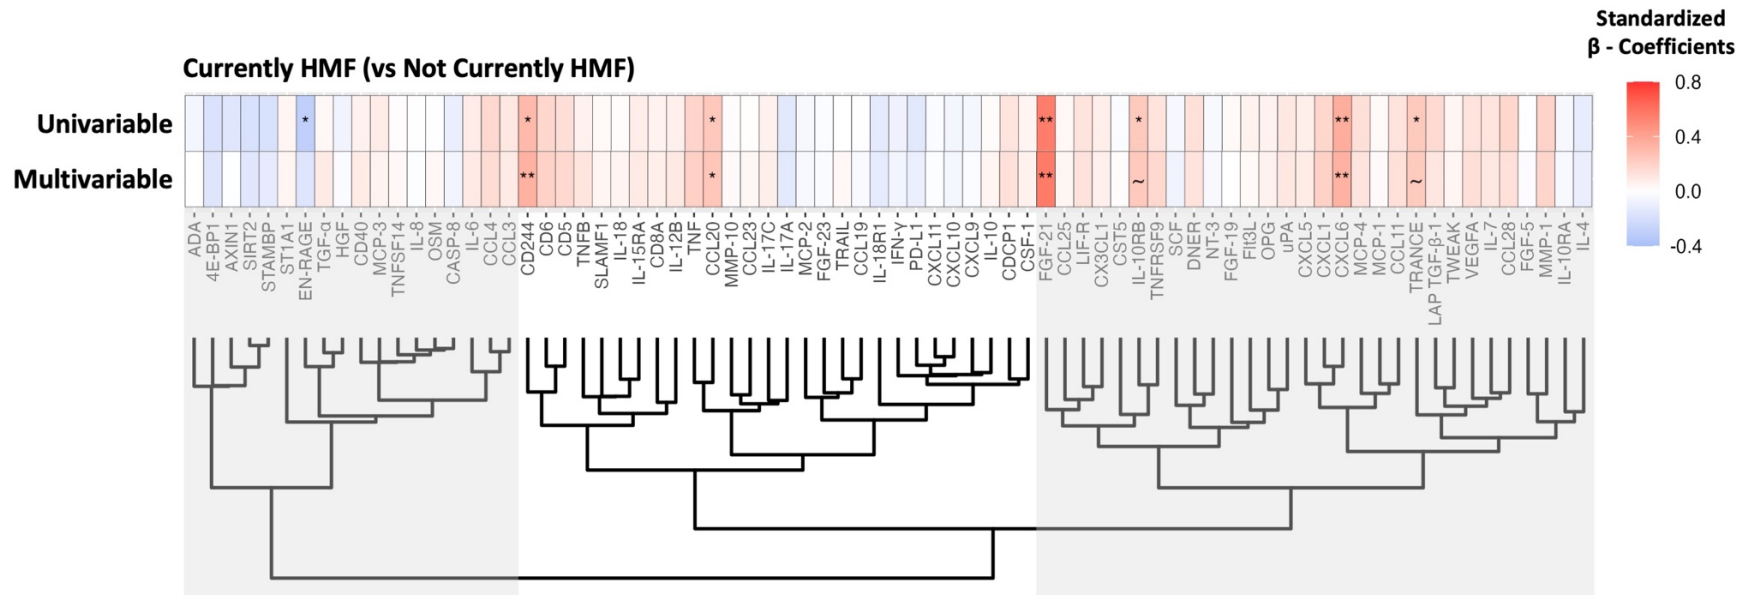 Standardized
β - Coefficients
Currently HMF (vs Not Currently HMF)
0.8
0.4
0.0
-0.4
Univariable * * * ** * ** *
Multivariable ** * ** ~ ** ~
ADA
4E-BP1
AXIN1
SIRT2
STAMBP
ST1A1
EN-RAGE
TGF-α
HGF
CD40
MCP-3
TNFSF14
IL-8
OSM
CASP-8
IL-6
CCL4
CCL3
CD244
CD6
CD5
TNFB
SLAMF1
IL-18
IL-15RA
CD8A
IL-12B
TNF
CCL20
MMP-10
CCL23
IL-17C
IL-17A
MCP-2
FGF-23
TRAIL
CCL19
IL-18R1
IFN-γ
PD-L1
CXCL11
CXCL10
CXCL9
IL-10
CDCP1
CSF-1
FGF-21
CCL25
LIF-R
CX3CL1
CST5
IL-10RB
TNFRSF9
SCF
DNER
NT-3
FGF-19
Flt3L
OPG
uPA
CXCL5
CXCL1
CXCL6
MCP-4
MCP-1
CCL11
TRANCE
LAP TGF-β-1
TWEAK
VEGFA
IL-7
CCL28
FGF-5
MMP-1
IL-10RA
IL-4